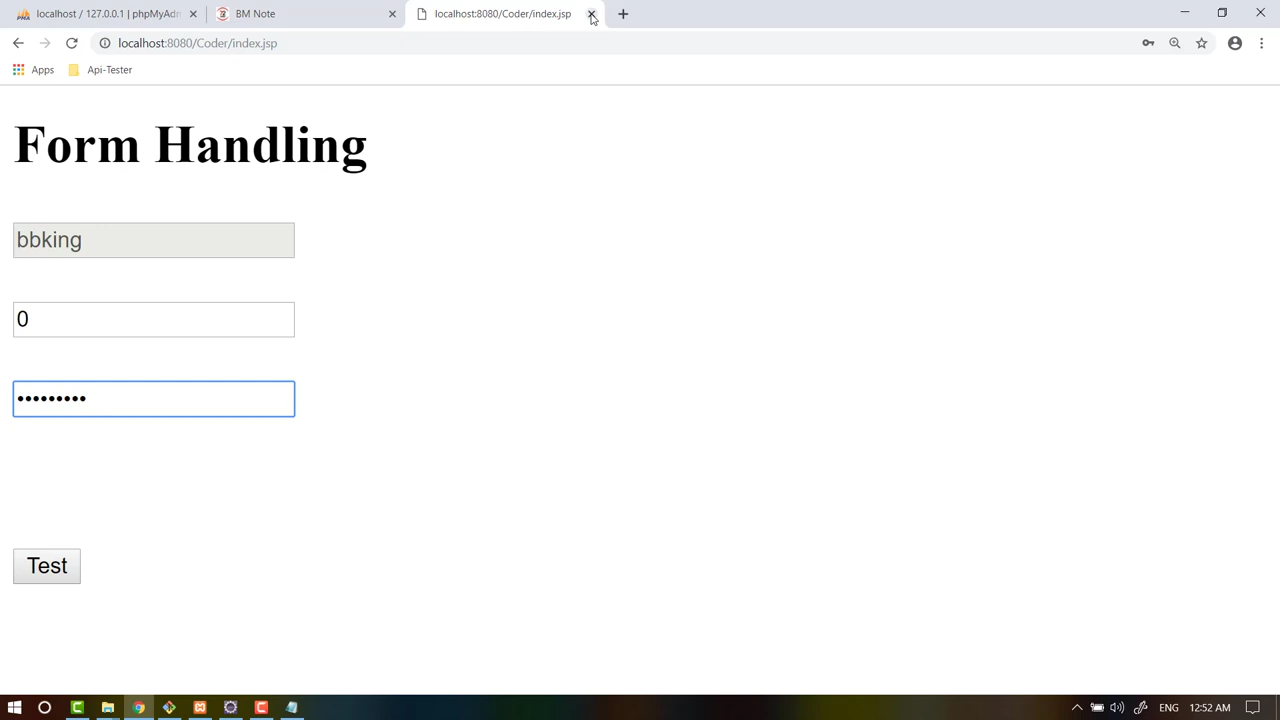 localhost / 127.0.0.1 | phpMyAdn
BM Note
localhost:8080/Coder/index.jsp
localhost:8080/Coder/index.jsp
Apps
Api-Tester
Form Handling
bbking
0
•••••••••
Test
ENG
12:52 AM